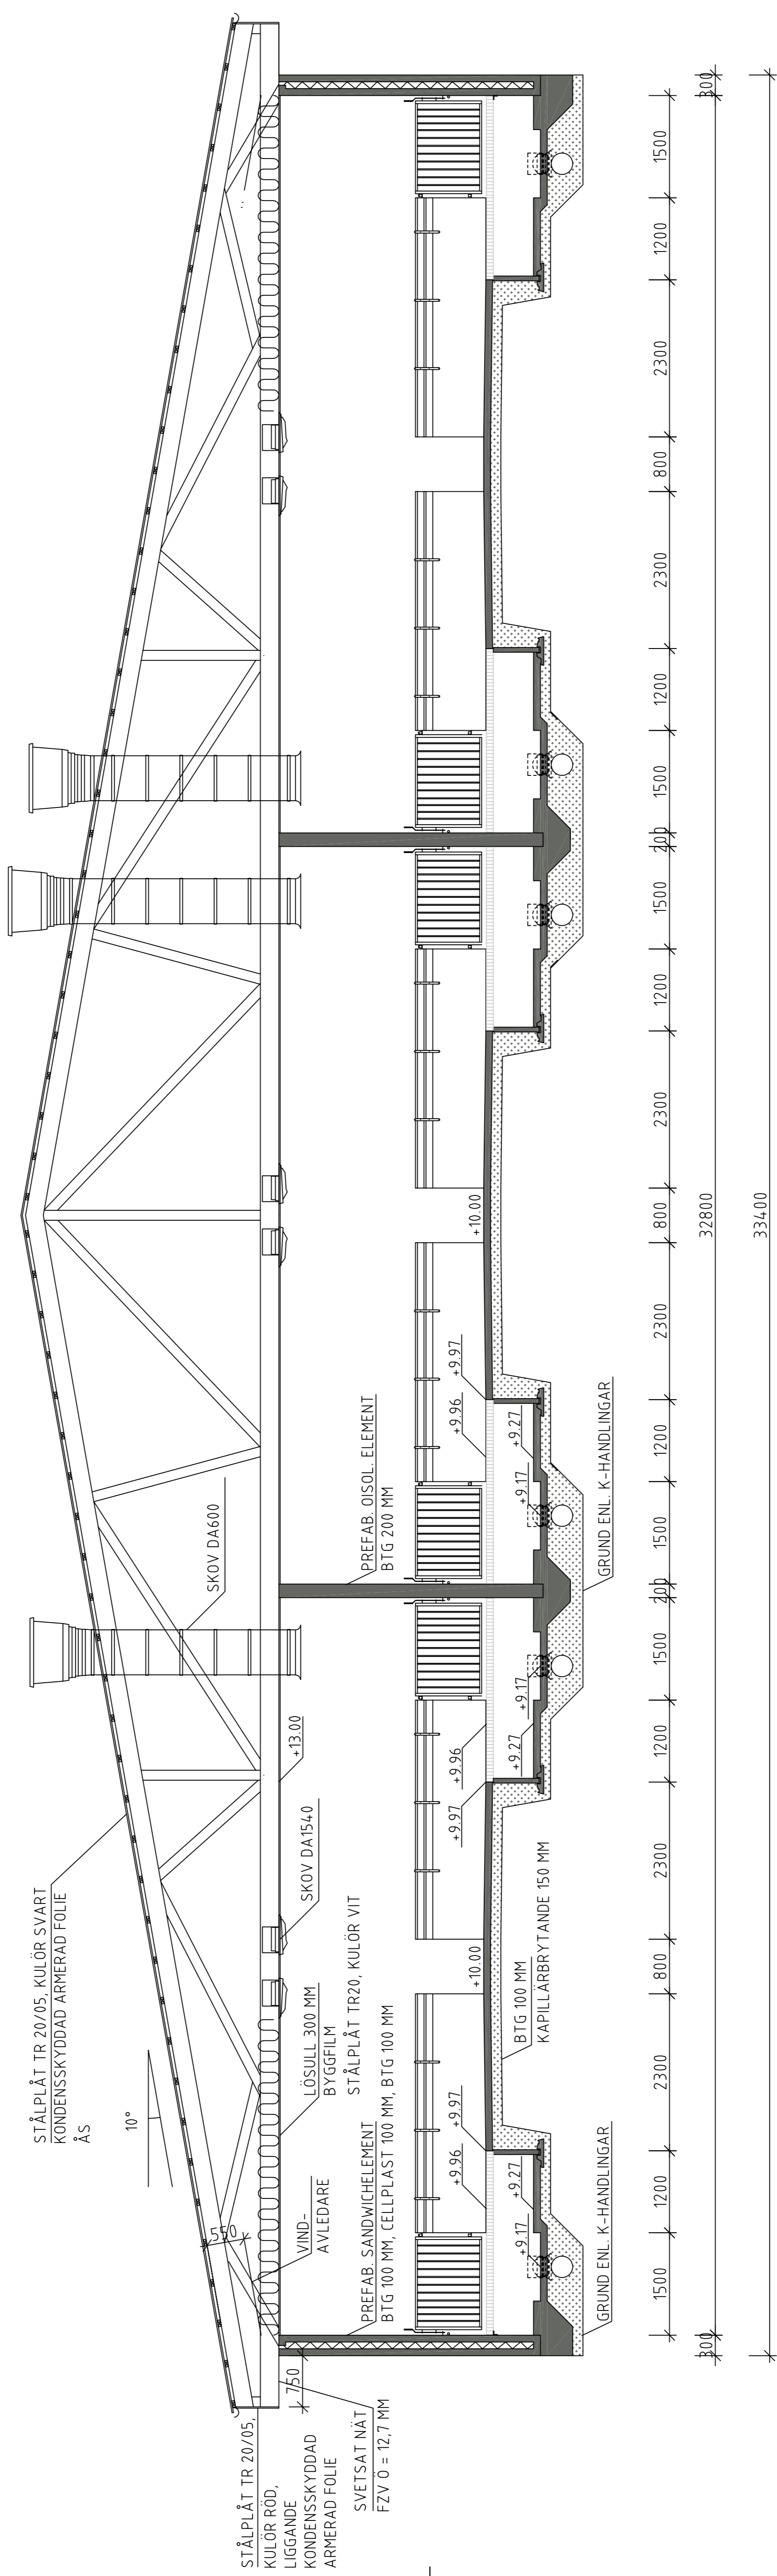 STÅLPLÅT TR 20/05, KULÖR SVART
KONDENSSKYDDAD ARMERAD FOLIE
ÅS
10°
550
STÅLPLÅT TR 20/05,
KULÖR RÖD,
LIGGANDE
KONDENSSKYDDAD
ARMERAD FOLIE
SVETSAT NÄT
FZV Ö = 12,7 MM
750
VIND-
AVLEDARE
LÖSULL 300 MM
BYGGFILM
STÅLPLÅT TR20, KULÖR VIT
PREFAB. SANDWICHELEMENT
BTG 100 MM, CELLPLAST 100 MM, BTG 100 MM
SKOV DA1540
+13.00
SKOV DA600
PREFAB. OISOL. ELEMENT
BTG 200 MM
+9.17
+9.27
+9.96
+9.97
+10.00
+9.97
+9.96
+9.27
+9.17
+9.17
+9.27
+9.96
+9.97
+10.00
BTG 100 MM
KAPILLÄRBRYTANDE 150 MM
GRUND ENL. K-HANDLINGAR
GRUND ENL. K-HANDLINGAR
1500
1200
2300
800
2300
1200
1500
200
1500
1200
2300
800
2300
1200
1500
200
1500
1200
2300
800
2300
1200
1500
300
32800
300
33400